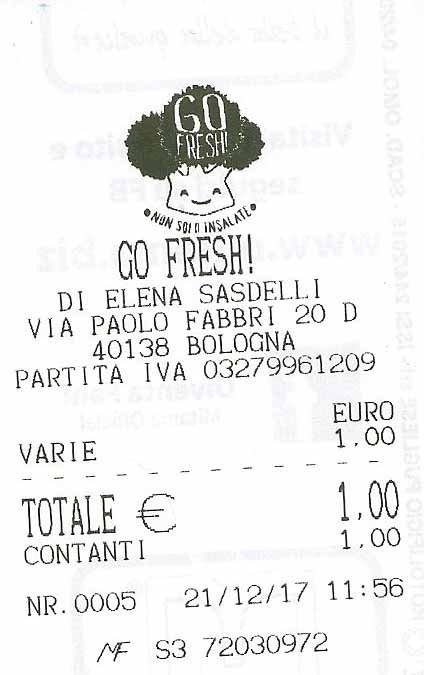 GO
FRESH!
NON SOLO INSALATE
GO FRESH!
DI ELENA SASDELLI
VIA PAOLO FABBRI 20 D
40138 BOLOGNA
PARTITA IVA 03279961209
EURO
VARIE 1,00
TOTALE € 1,00
CONTANTI 1,00
NR.0005 21/12/17 11:56
MF S3 72030972